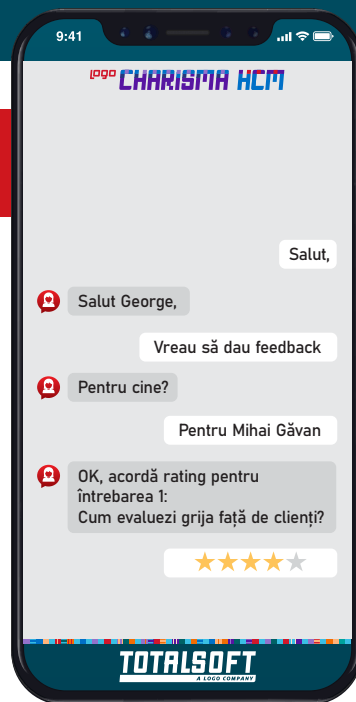 9:41
LOGO CHARISMA HCM
Salut,
Salut George,
Vreau să dau feedback
Pentru cine?
Pentru Mihai Găvan
OK, acordă rating pentru
întrebarea 1:
Cum evaluezi grija față de clienți?
TOTALSOFT
A LOGO COMPANY